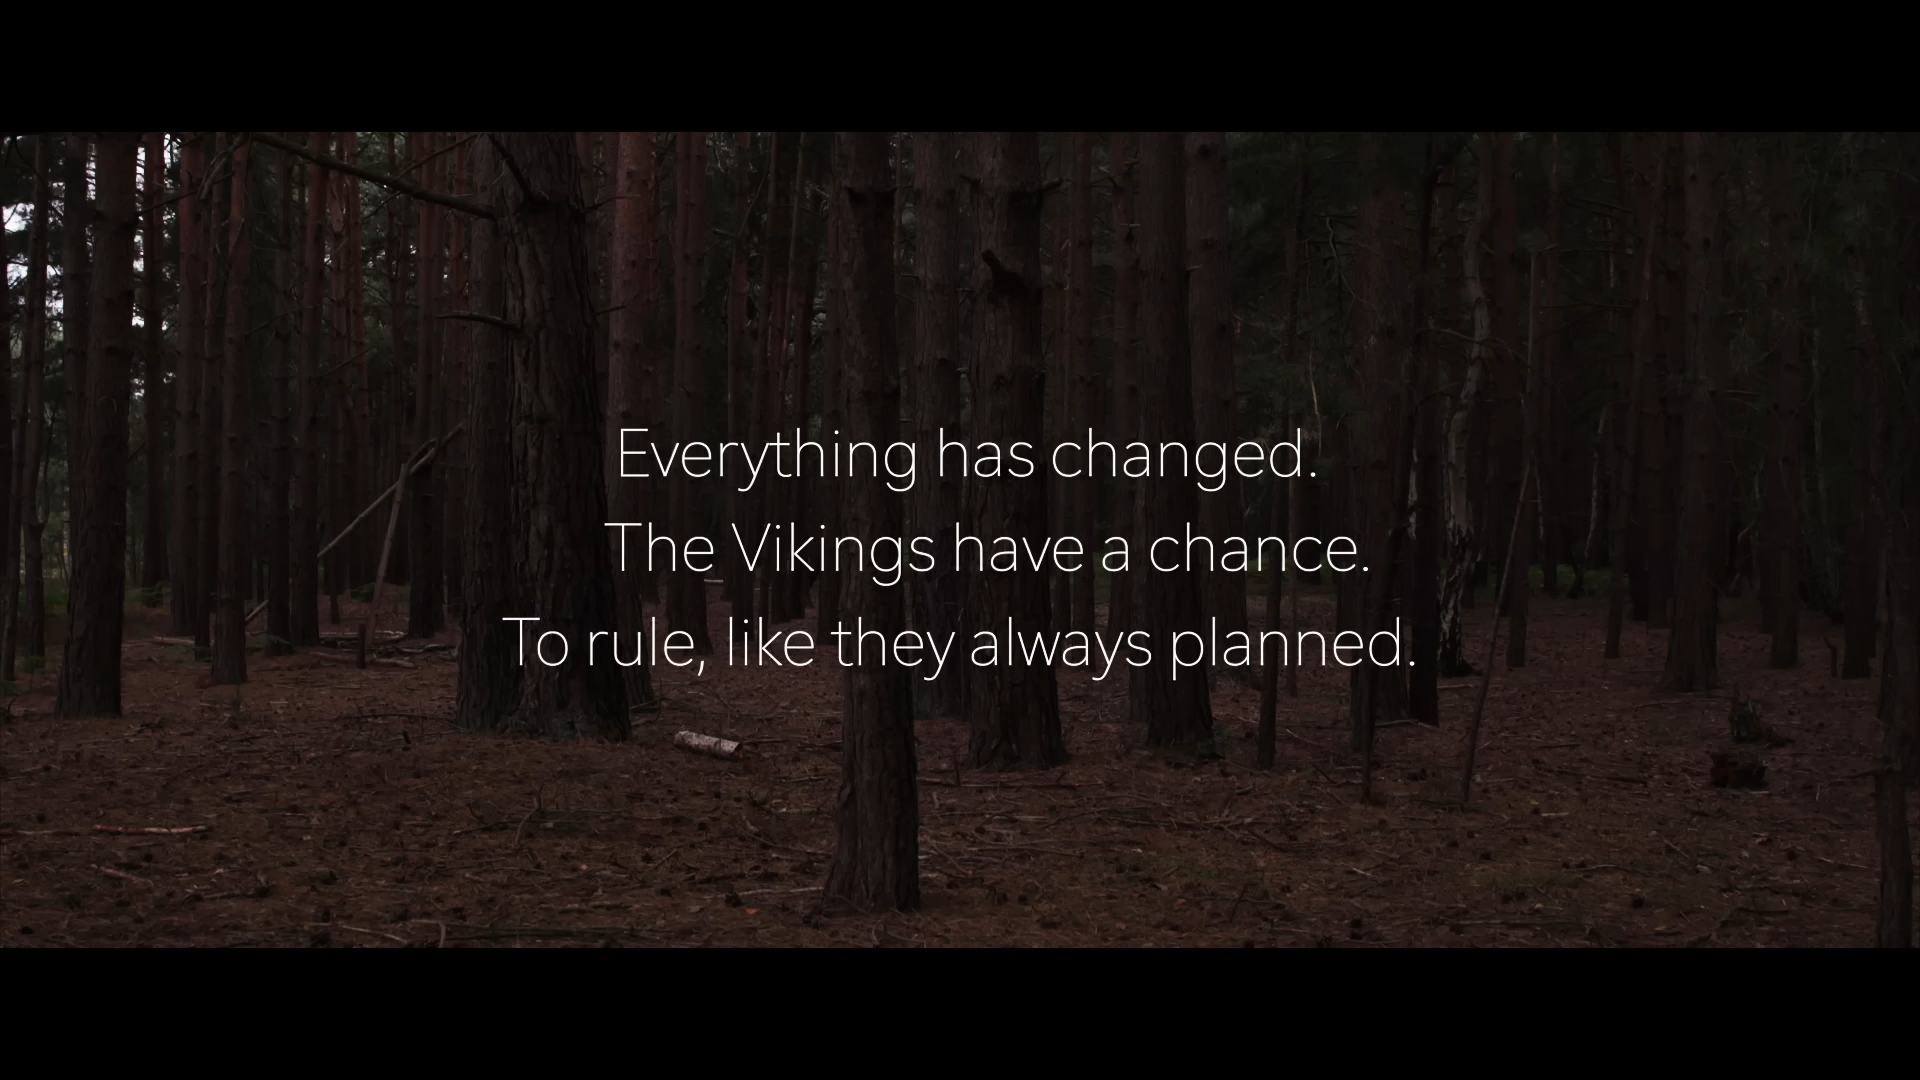 Everything has changed.
The Vikings have a chance.
To rule, like they always planned.